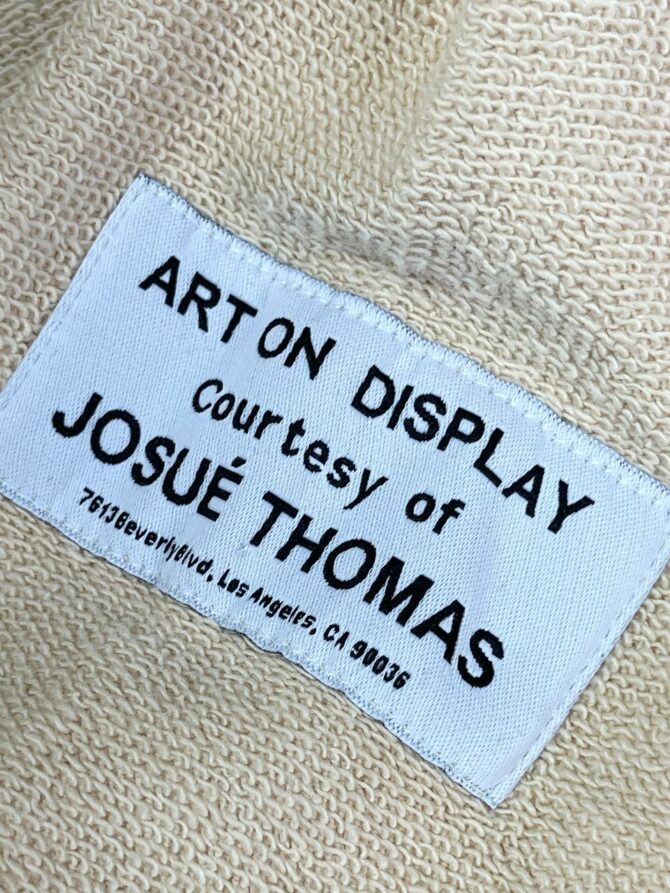 ART ON DISPLAY
Courtesy of
JOSUÉ THOMAS
7613BeverlyBlvd, Los Angeles, CA 90036